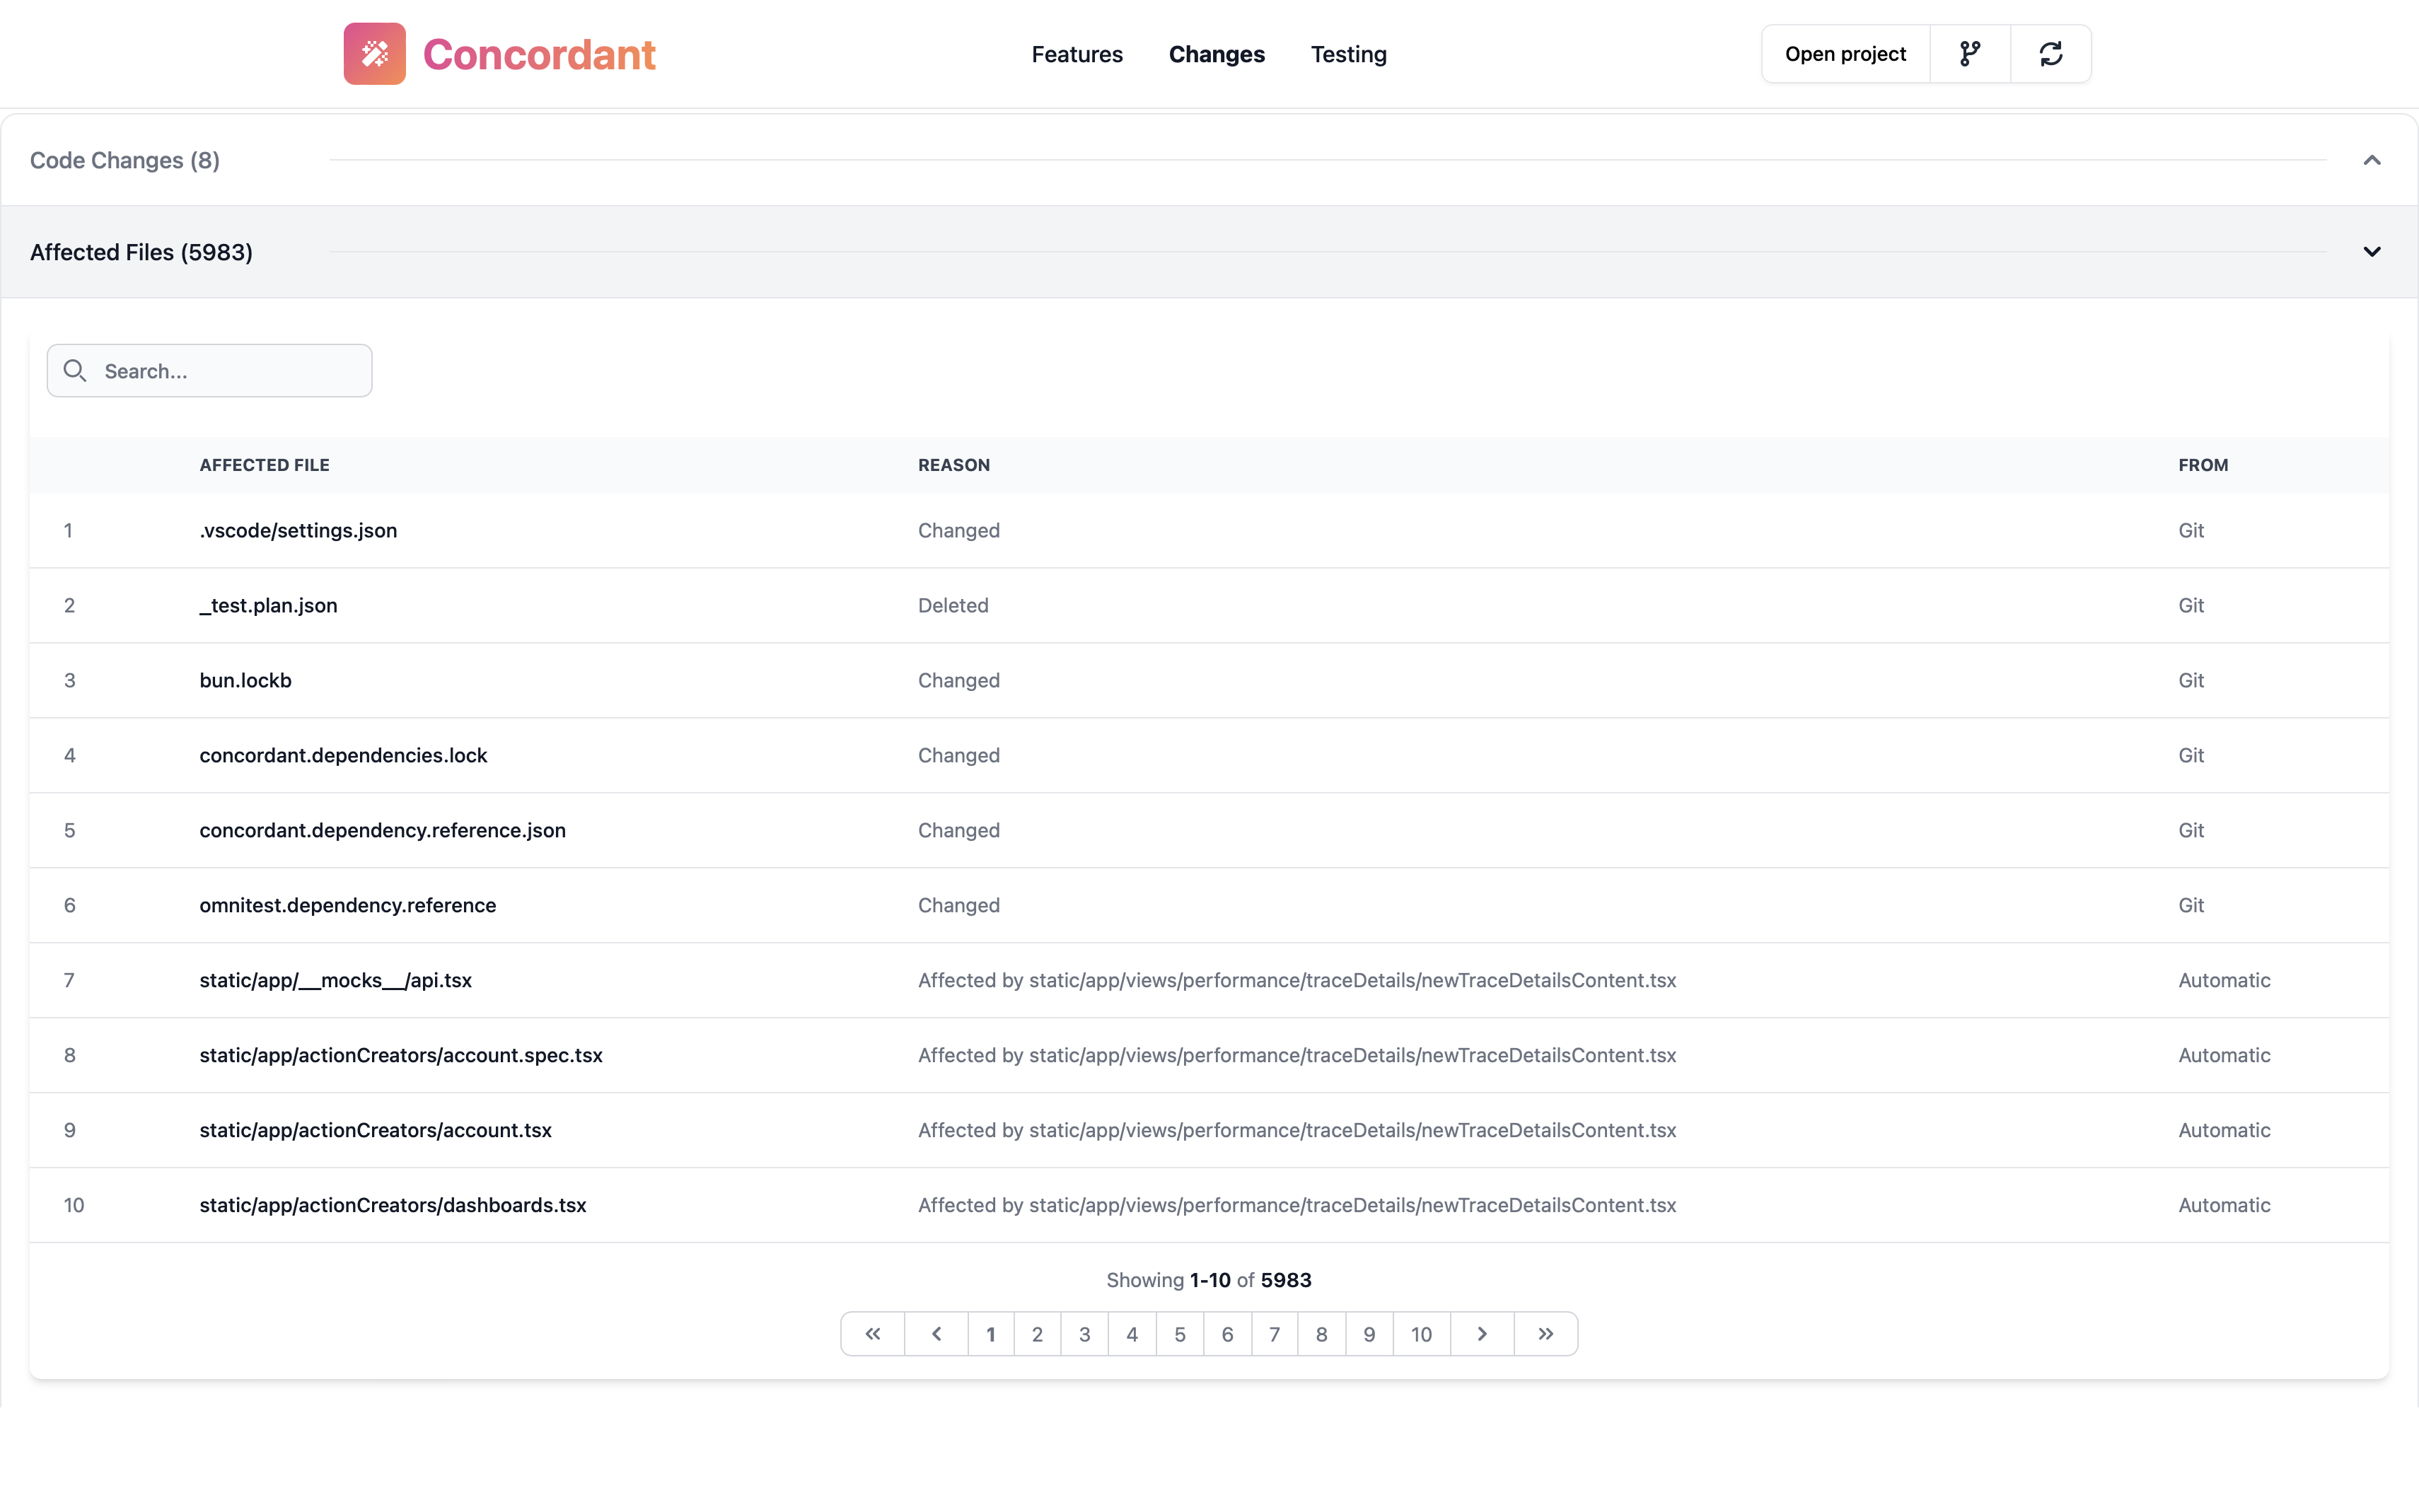 Concordant
Features Changes Testing
Open project
Code Changes (8)
Affected Files (5983)
Search...
AFFECTED FILE REASON FROM
1 .vscode/settings.json Changed Git
2 _test.plan.json Deleted Git
3 bun.lockb Changed Git
4 concordant.dependencies.lock Changed Git
5 concordant.dependency.reference.json Changed Git
6 omnitest.dependency.reference Changed Git
7 static/app/__mocks__/api.tsx Affected by static/app/views/performance/traceDetails/newTraceDetailsContent.tsx Automatic
8 static/app/actionCreators/account.spec.tsx Affected by static/app/views/performance/traceDetails/newTraceDetailsContent.tsx Automatic
9 static/app/actionCreators/account.tsx Affected by static/app/views/performance/traceDetails/newTraceDetailsContent.tsx Automatic
10 static/app/actionCreators/dashboards.tsx Affected by static/app/views/performance/traceDetails/newTraceDetailsContent.tsx Automatic
Showing 1-10 of 5983
« ‹ 1 2 3 4 5 6 7 8 9 10 › »